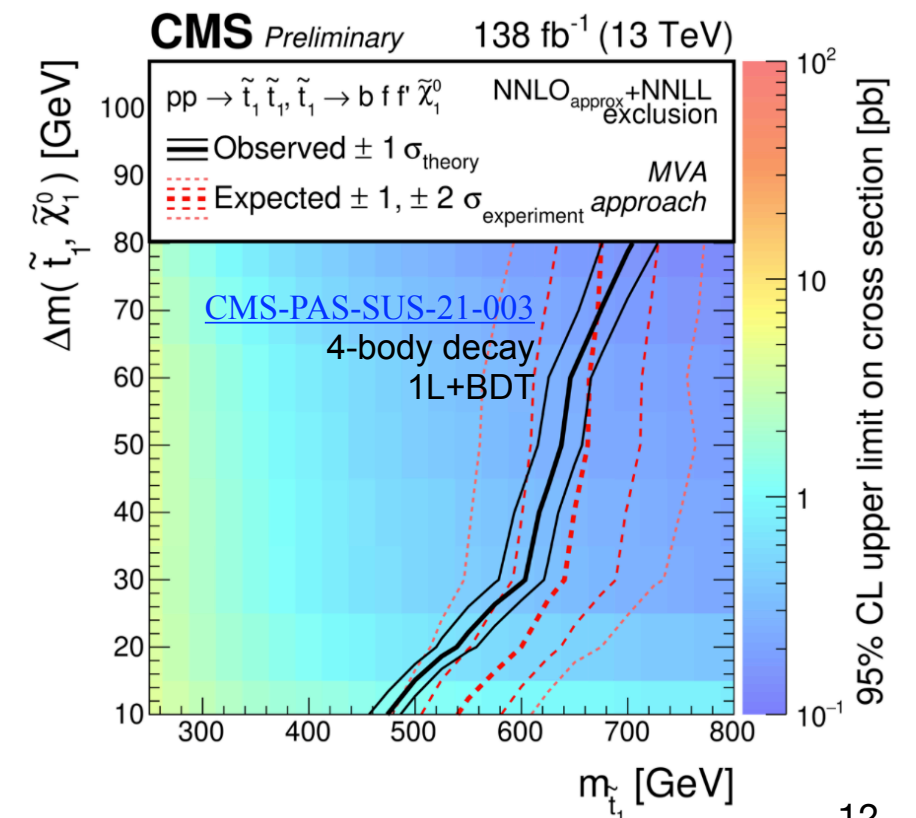 CMS Preliminary 138 fb⁻¹ (13 TeV)
pp → t̃₁ t̃₁, t̃₁ → b f f' χ̃₁⁰ NNLOapprox+NNLL
exclusion
Observed ± 1 σtheory
MVA
Expected ± 1, ± 2 σexperiment approach
CMS-PAS-SUS-21-003
4-body decay
1L+BDT
Δm( t̃₁, χ̃₁⁰ ) [GeV]
100
90
80
70
60
50
40
30
20
10
300 400 500 600 700 800
m t̃₁ [GeV]
10²
10
1
10⁻¹
95% CL upper limit on cross section [pb]
12